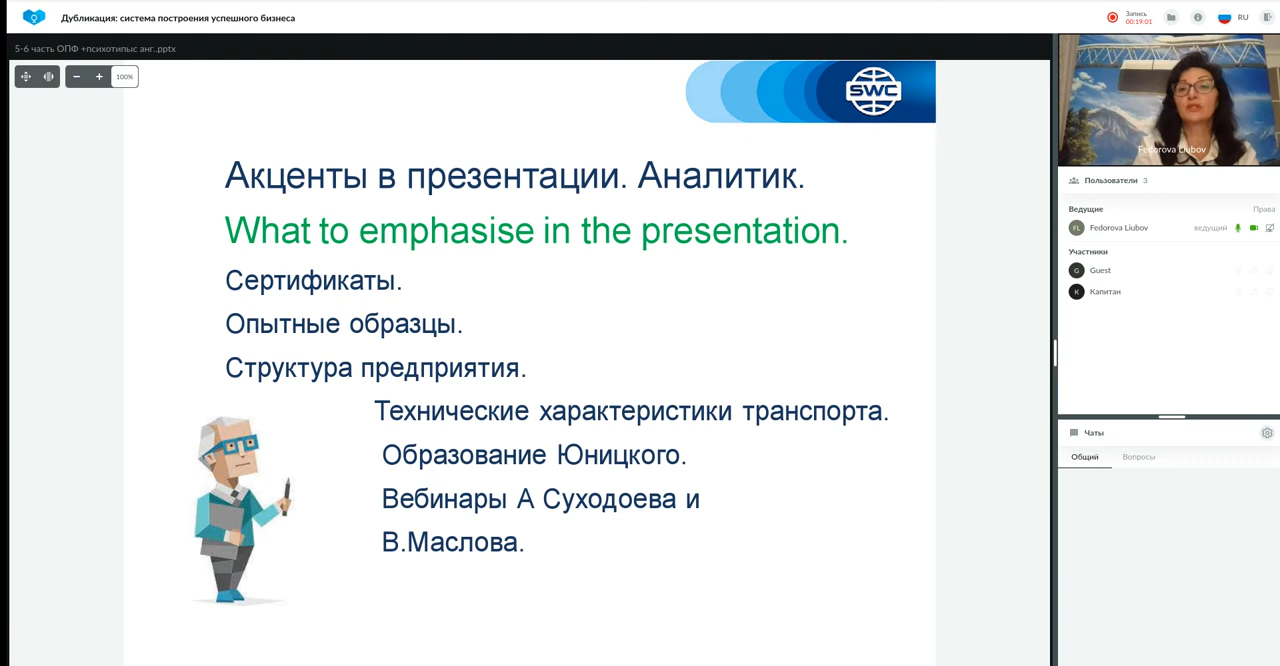 Дубликация: система построения успешного бизнеса
Запись
00:19:01
RU
5-6 часть ОПФ +психотипыс анг..pptx
100%
SWC
Акценты в презентации. Аналитик.
What to emphasise in the presentation.
Сертификаты.
Опытные образцы.
Структура предприятия.
Технические характеристики транспорта.
Образование Юницкого.
Вебинары А Суходоева и
В.Маслова.
Fedorova Liubov
Пользователи 3
Ведущие Права
FL Fedorova Liubov ведущий
Участники
G Guest
К Капитан
Чаты
Общий Вопросы